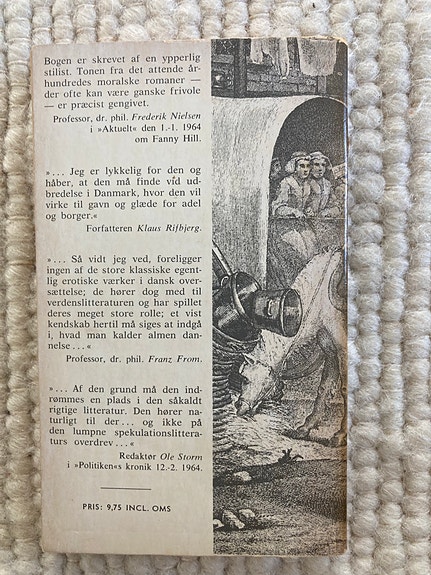 Bogen er skrevet af en ypperlig
stilist. Tonen fra det attende år-
hundredes moralske romaner —
der ofte kan være ganske frivole
— er præcist gengivet.
Professor, dr. phil. Frederik Nielsen
i »Aktuelt« den 1.-1. 1964
om Fanny Hill.
»... Jeg er lykkelig for den og
håber, at den må finde vid ud-
bredelse i Danmark, hvor den vil
virke til gavn og glæde for adel
og borger.«
Forfatteren Klaus Rifbjerg.
»... Så vidt jeg ved, foreligger
ingen af de store klassiske egent-
lig erotiske værker i dansk over-
sættelse; de hører dog med til
verdenslitteraturen og har spillet
deres meget store rolle; et vist
kendskab hertil må siges at indgå
i, hvad man kalder almen dan-
nelse...«
Professor, dr. phil. Franz From.
»... Af den grund må den ind-
rømmes en plads i den såkaldt
rigtige litteratur. Den hører na-
turligt til der... og ikke på
den lumpne spekulationslittera-
turs overdrev...«
Redaktør Ole Storm
i »Politiken«s kronik 12.-2. 1964.
PRIS: 9,75 INCL. OMS